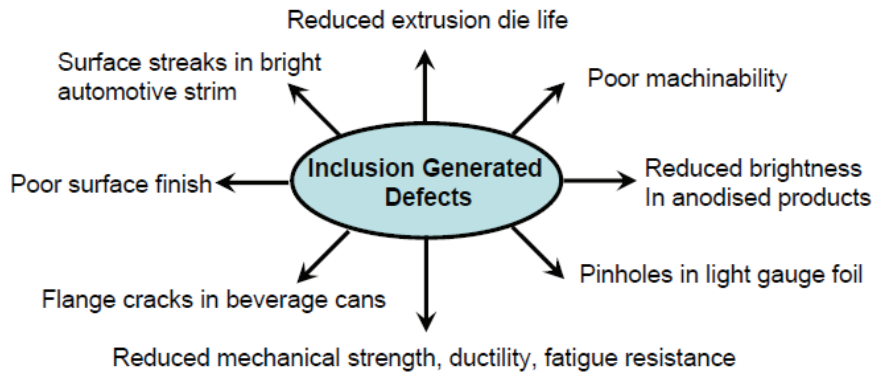 Reduced extrusion die life
Surface streaks in bright
automotive strim
Poor machinability
Inclusion Generated
Defects
Poor surface finish
Reduced brightness
In anodised products
Flange cracks in beverage cans
Pinholes in light gauge foil
Reduced mechanical strength, ductility, fatigue resistance